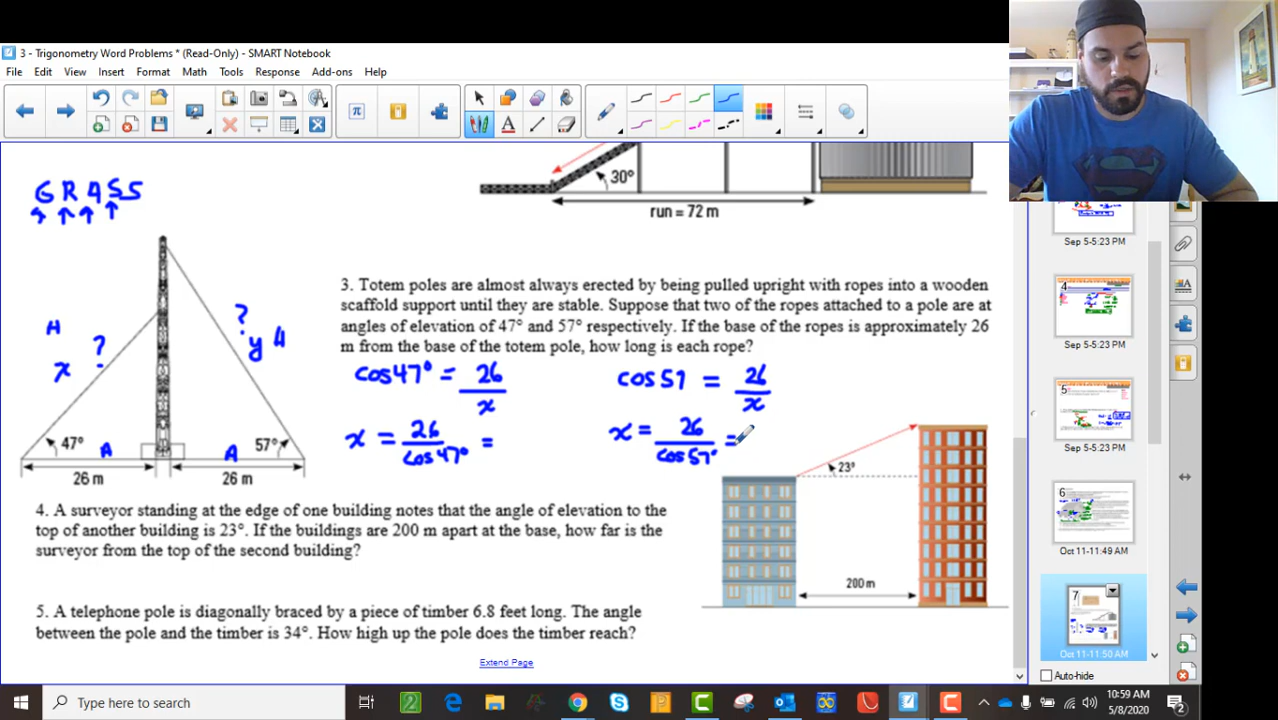 3 - Trigonometry Word Problems * (Read-Only) - SMART Notebook
File Edit View Insert Format Math Tools Response Add-ons Help
π
A
GRASS
30°
run = 72 m
3. Totem poles are almost always erected by being pulled upright with ropes into a wooden
scaffold support until they are stable. Suppose that two of the ropes attached to a pole are at
angles of elevation of 47° and 57° respectively. If the base of the ropes is approximately 26
m from the base of the totem pole, how long is each rope?
H
?
x
?
y H
47°
A
A
57°
26 m
26 m
cos47° = 26/x
x = 26/cos47° =
cos 57 = 26/x
x = 26/cos57° =
23°
200 m
4. A surveyor standing at the edge of one building notes that the angle of elevation to the
top of another building is 23°. If the buildings are 200 m apart at the base, how far is the
surveyor from the top of the second building?
5. A telephone pole is diagonally braced by a piece of timber 6.8 feet long. The angle
between the pole and the timber is 34°. How high up the pole does the timber reach?
Extend Page
Sep 5-5:23 PM
4
Sep 5-5:23 PM
5
Sep 5-5:23 PM
6
Oct 11-11:49 AM
7
Oct 11-11:50 AM
Auto-hide
Type here to search
10:59 AM
5/8/2020
2